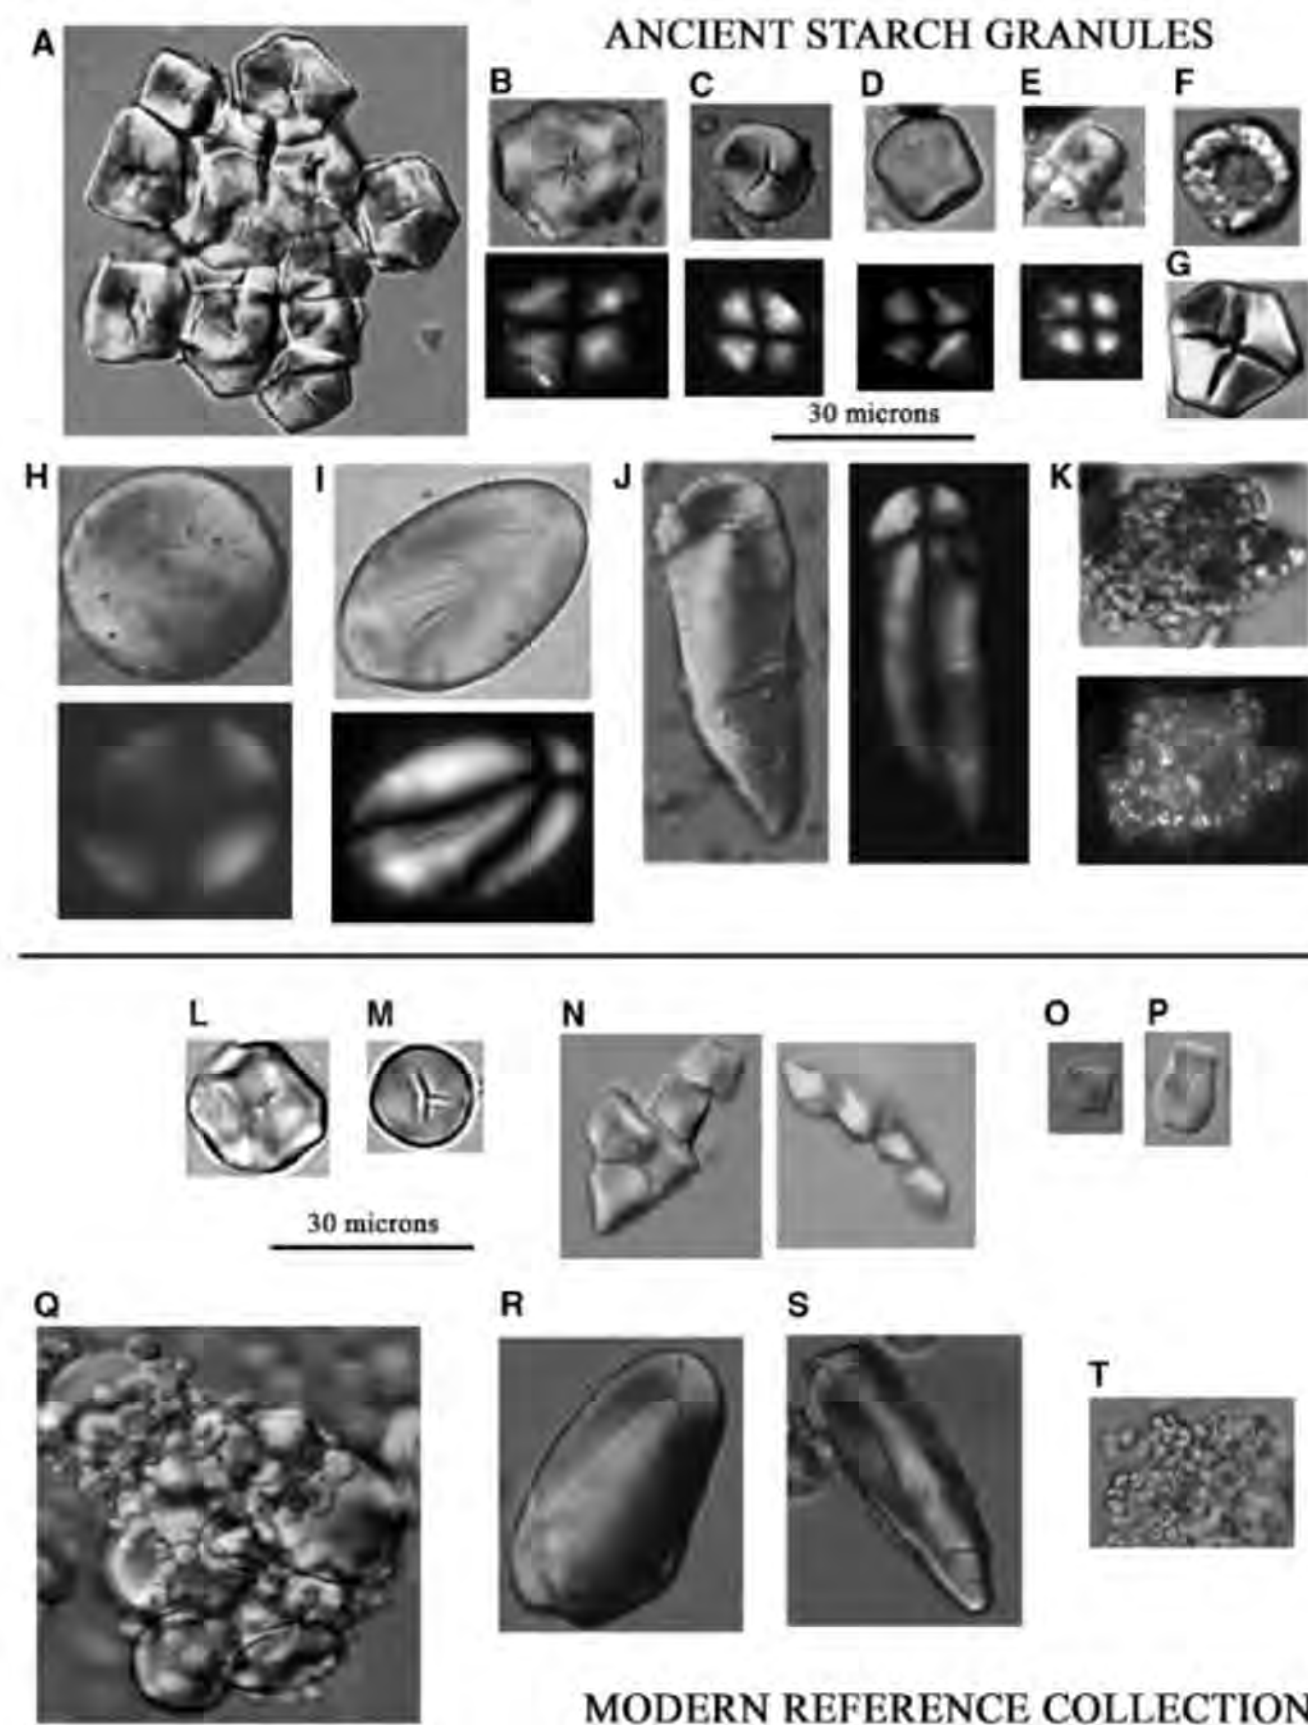 ANCIENT STARCH GRANULES
A
B
C
D
E
F
G
30 microns
H
I
J
K
L
M
N
O
P
30 microns
Q
R
S
T
MODERN REFERENCE COLLECTION